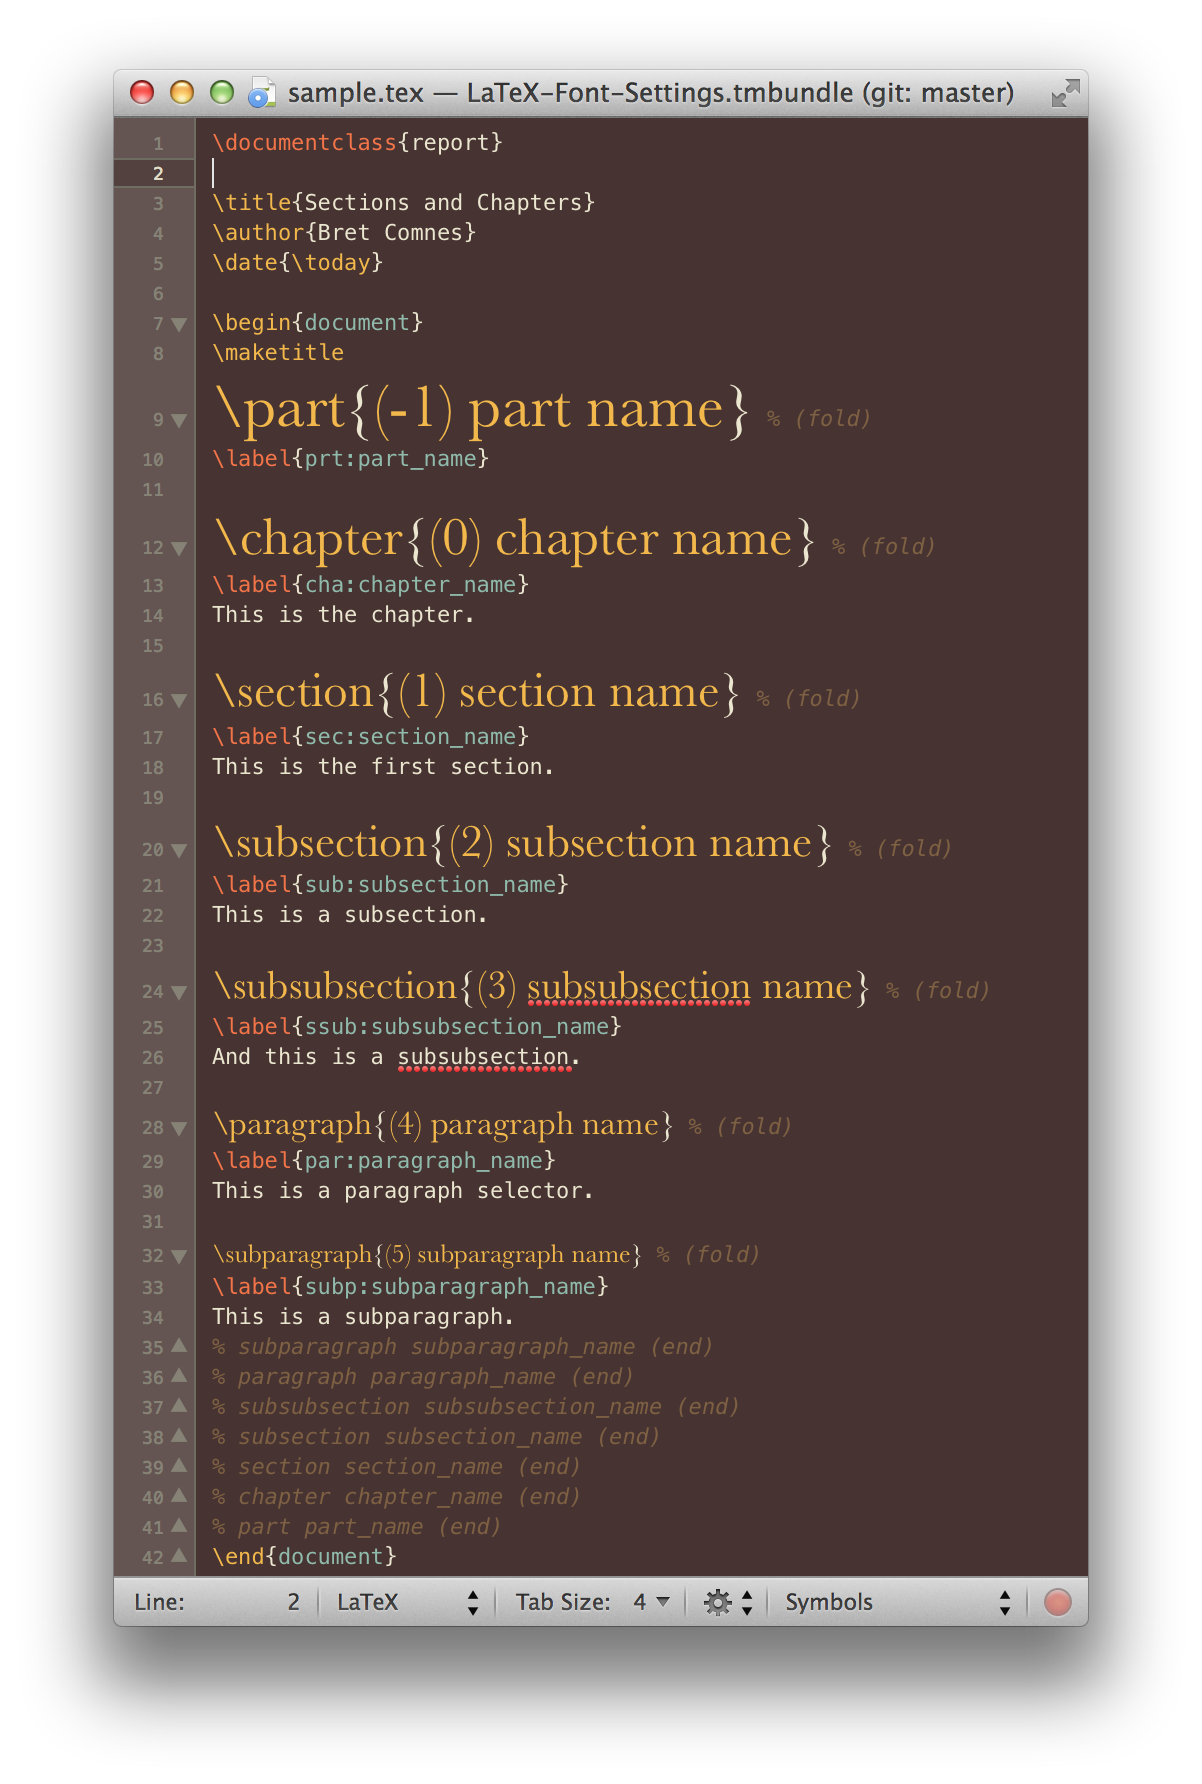 sample.tex — LaTeX-Font-Settings.tmbundle (git: master)
1 \documentclass{report}
2
3 \title{Sections and Chapters}
4 \author{Bret Comnes}
5 \date{\today}
6
7 \begin{document}
8 \maketitle
9 \part{(-1) part name} % (fold)
10 \label{prt:part_name}
11
12 \chapter{(0) chapter name} % (fold)
13 \label{cha:chapter_name}
14 This is the chapter.
15
16 \section{(1) section name} % (fold)
17 \label{sec:section_name}
18 This is the first section.
19
20 \subsection{(2) subsection name} % (fold)
21 \label{sub:subsection_name}
22 This is a subsection.
23
24 \subsubsection{(3) subsubsection name} % (fold)
25 \label{ssub:subsubsection_name}
26 And this is a subsubsection.
27
28 \paragraph{(4) paragraph name} % (fold)
29 \label{par:paragraph_name}
30 This is a paragraph selector.
31
32 \subparagraph{(5) subparagraph name} % (fold)
33 \label{subp:subparagraph_name}
34 This is a subparagraph.
35 % subparagraph subparagraph_name (end)
36 % paragraph paragraph_name (end)
37 % subsubsection subsubsection_name (end)
38 % subsection subsection_name (end)
39 % section section_name (end)
40 % chapter chapter_name (end)
41 % part part_name (end)
42 \end{document}
Line: 2 LaTeX Tab Size: 4 Symbols